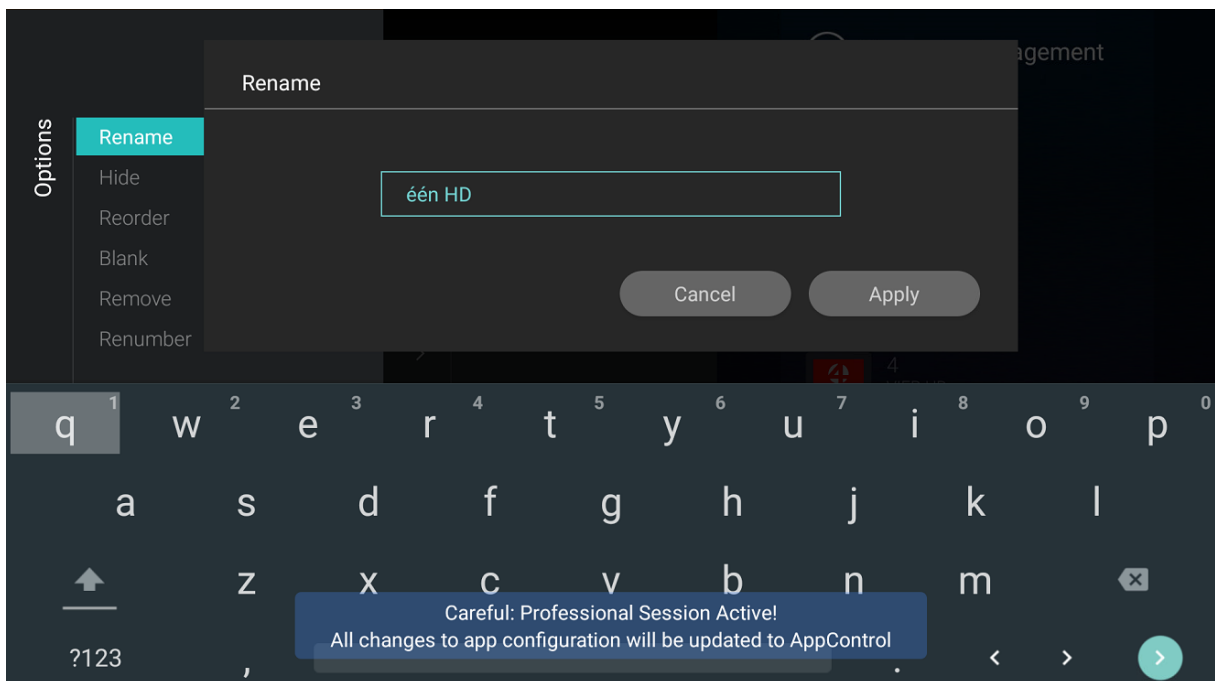 agement
Rename
Options
Rename
Hide
Reorder
Blank
Remove
Renumber
één HD
Cancel
Apply
4
q 1 w 2 e 3 r 4 t 5 y 6 u 7 i 8 o 9 p 0
a s d f g h j k l
z x c v b n m
Careful: Professional Session Active!
All changes to app configuration will be updated to AppControl
?123 , . < > >